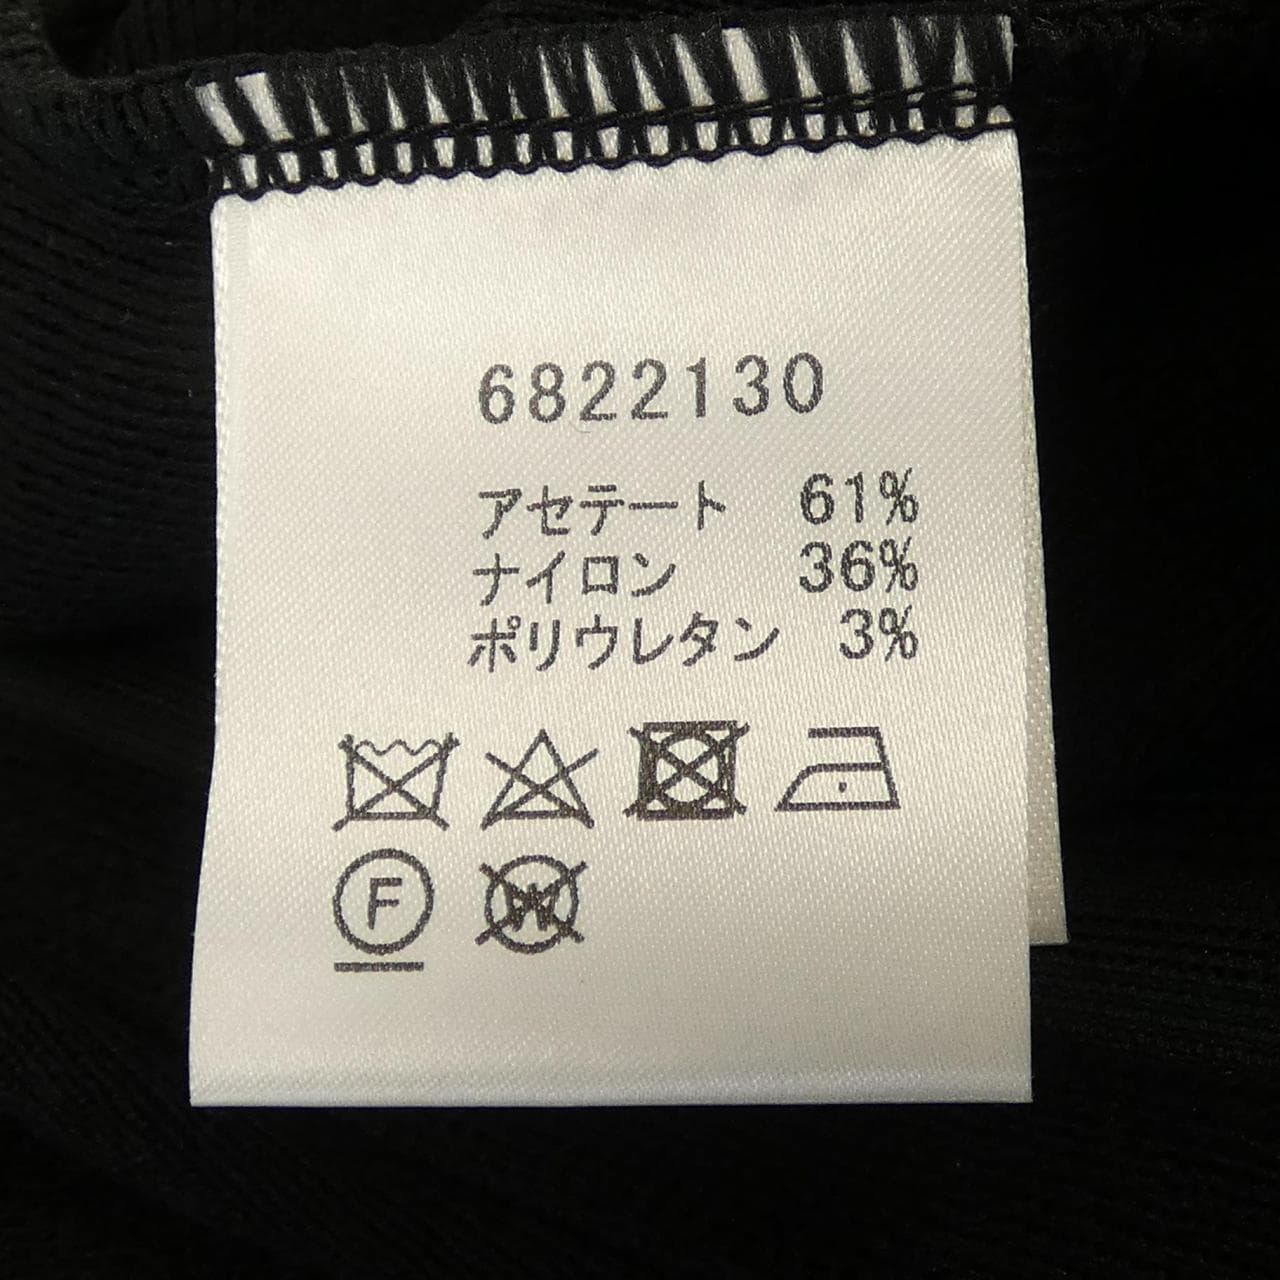 6822130
アセテート 61%
ナイロン 36%
ポリウレタン 3%
F
W